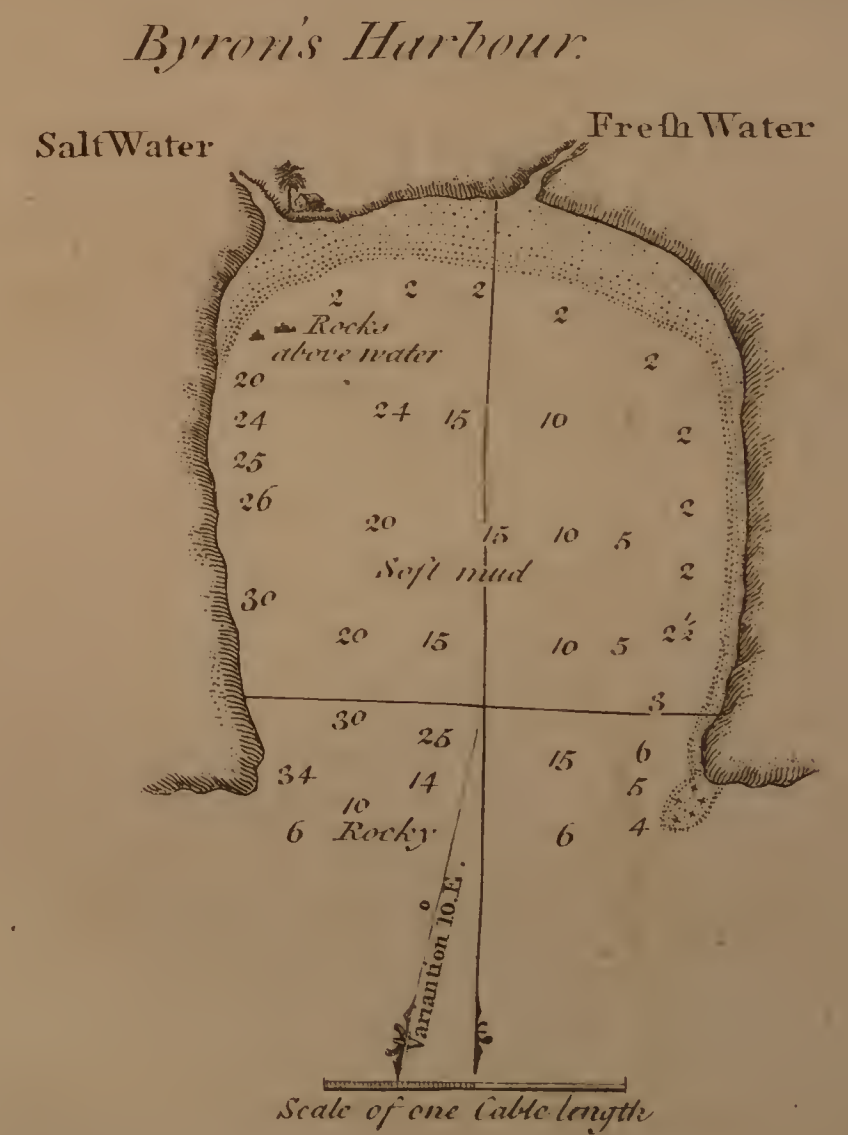 Byron's Harbour.
Salt Water
Freſh Water
2 2 2
2
Rocks
above water
2
20
24 24 15 10
2
25
26
2
20
15 10 5
Soft mud
2
30
20 15 10 5 2½
3
30
25
15 6
34 14 5
10
6 Rocky 6 4
Variantion 10.° E.
Scale of one Cable length